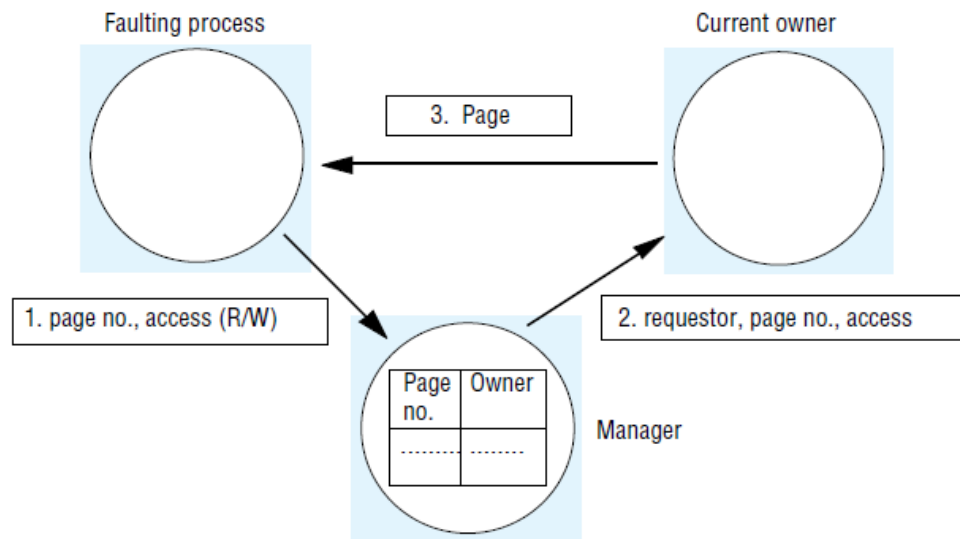 Faulting process
Current owner
3. Page
1. page no., access (R/W)
2. requestor, page no., access
Page Owner
no.
Manager